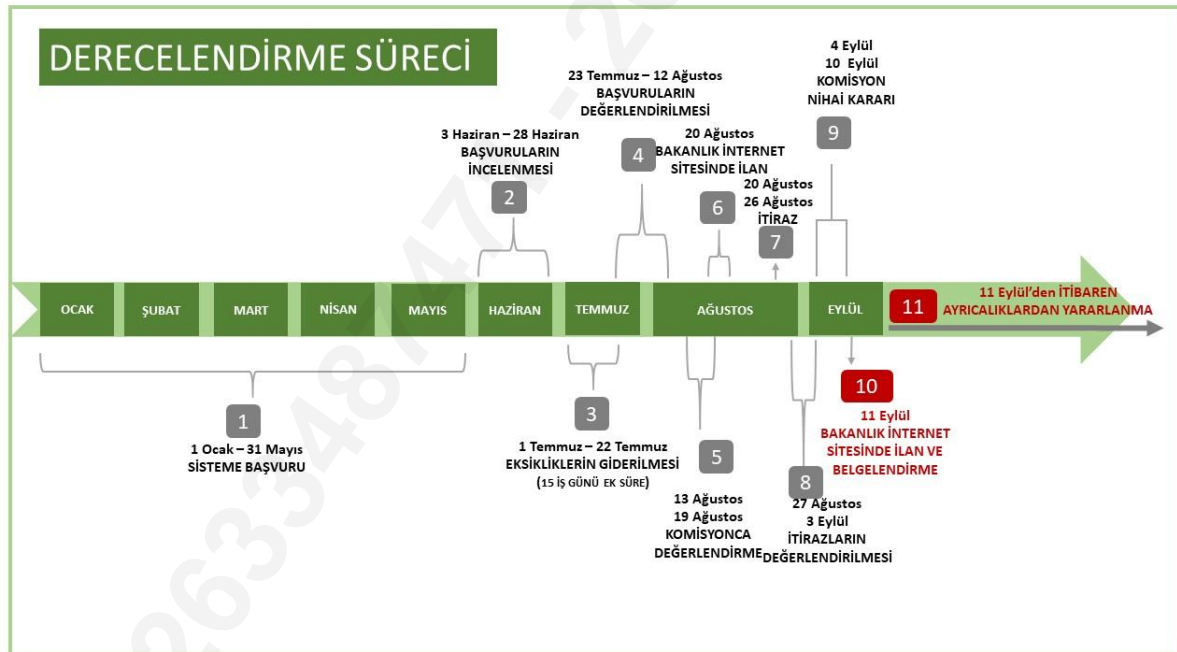 DERECELENDİRME SÜRECİ
4 Eylül
10 Eylül
KOMİSYON
NİHAİ KARARI
9
23 Temmuz – 12 Ağustos
BAŞVURULARIN
DEĞERLENDİRİLMESİ
4
3 Haziran – 28 Haziran
BAŞVURULARIN
İNCELENMESİ
2
20 Ağustos
BAKANLIK İNTERNET
SİTESİNDE İLAN
6
20 Ağustos
26 Ağustos
İTİRAZ
7
OCAK
ŞUBAT
MART
NİSAN
MAYIS
HAZİRAN
TEMMUZ
AĞUSTOS
EYLÜL
11
11 Eylül’den İTİBAREN
AYRICALIKLARDAN YARARLANMA
1
1 Ocak – 31 Mayıs
SİSTEME BAŞVURU
3
1 Temmuz – 22 Temmuz
EKSİKLİKLERİN GİDERİLMESİ
(15 İŞ GÜNÜ EK SÜRE)
5
13 Ağustos
19 Ağustos
KOMİSYONCA
DEĞERLENDİRME
8
27 Ağustos
3 Eylül
İTİRAZLARIN
DEĞERLENDİRİLMESİ
10
11 Eylül
BAKANLIK İNTERNET
SİTESİNDE İLAN VE
BELGELENDİRME